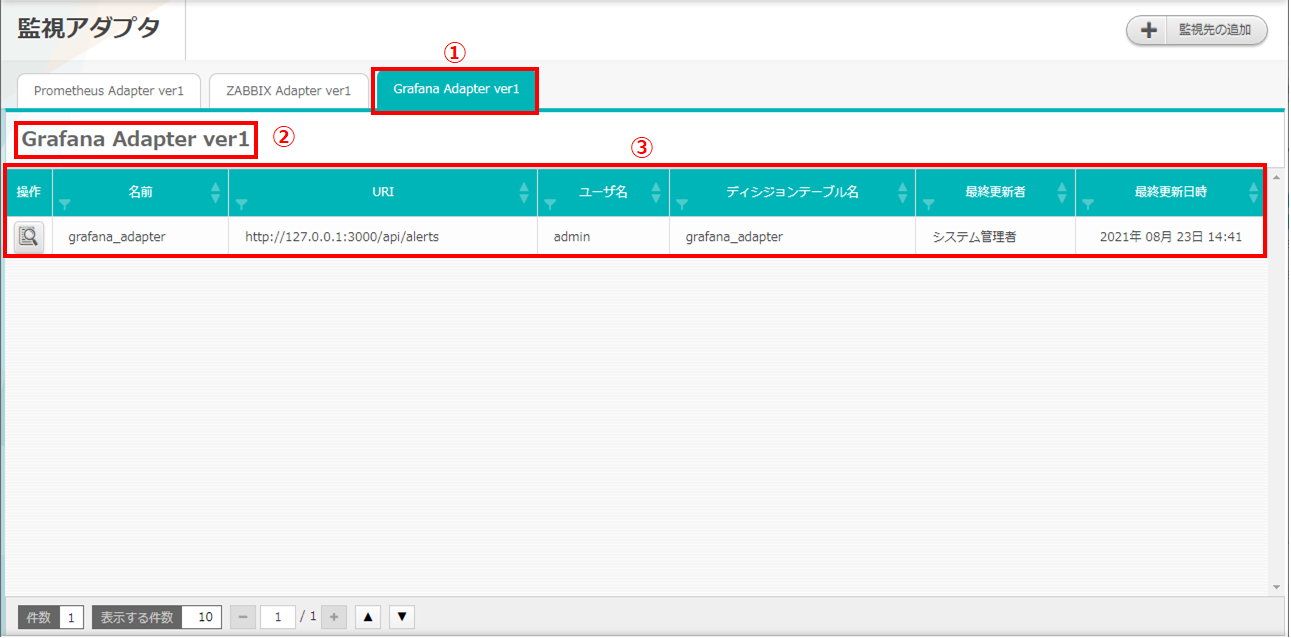 監視アダプタ
監視先の追加
①
Prometheus Adapter ver1 ZABBIX Adapter ver1 Grafana Adapter ver1
Grafana Adapter ver1 ②
③
操作 名前 URI ユーザ名 ディシジョンテーブル名 最終更新者 最終更新日時
grafana_adapter http://127.0.0.1:3000/api/alerts admin grafana_adapter システム管理者 2021年 08月 23日 14:41
件数 1 表示する件数 10 − 1 / 1 + ▲ ▼